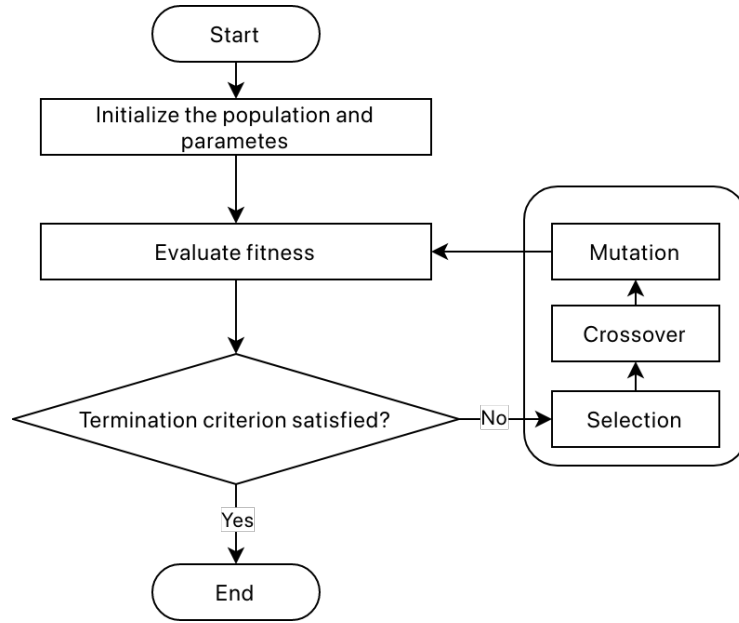 Start
Initialize the population and
parametes
Evaluate fitness
Mutation
Crossover
Termination criterion satisfied?
No
Selection
Yes
End